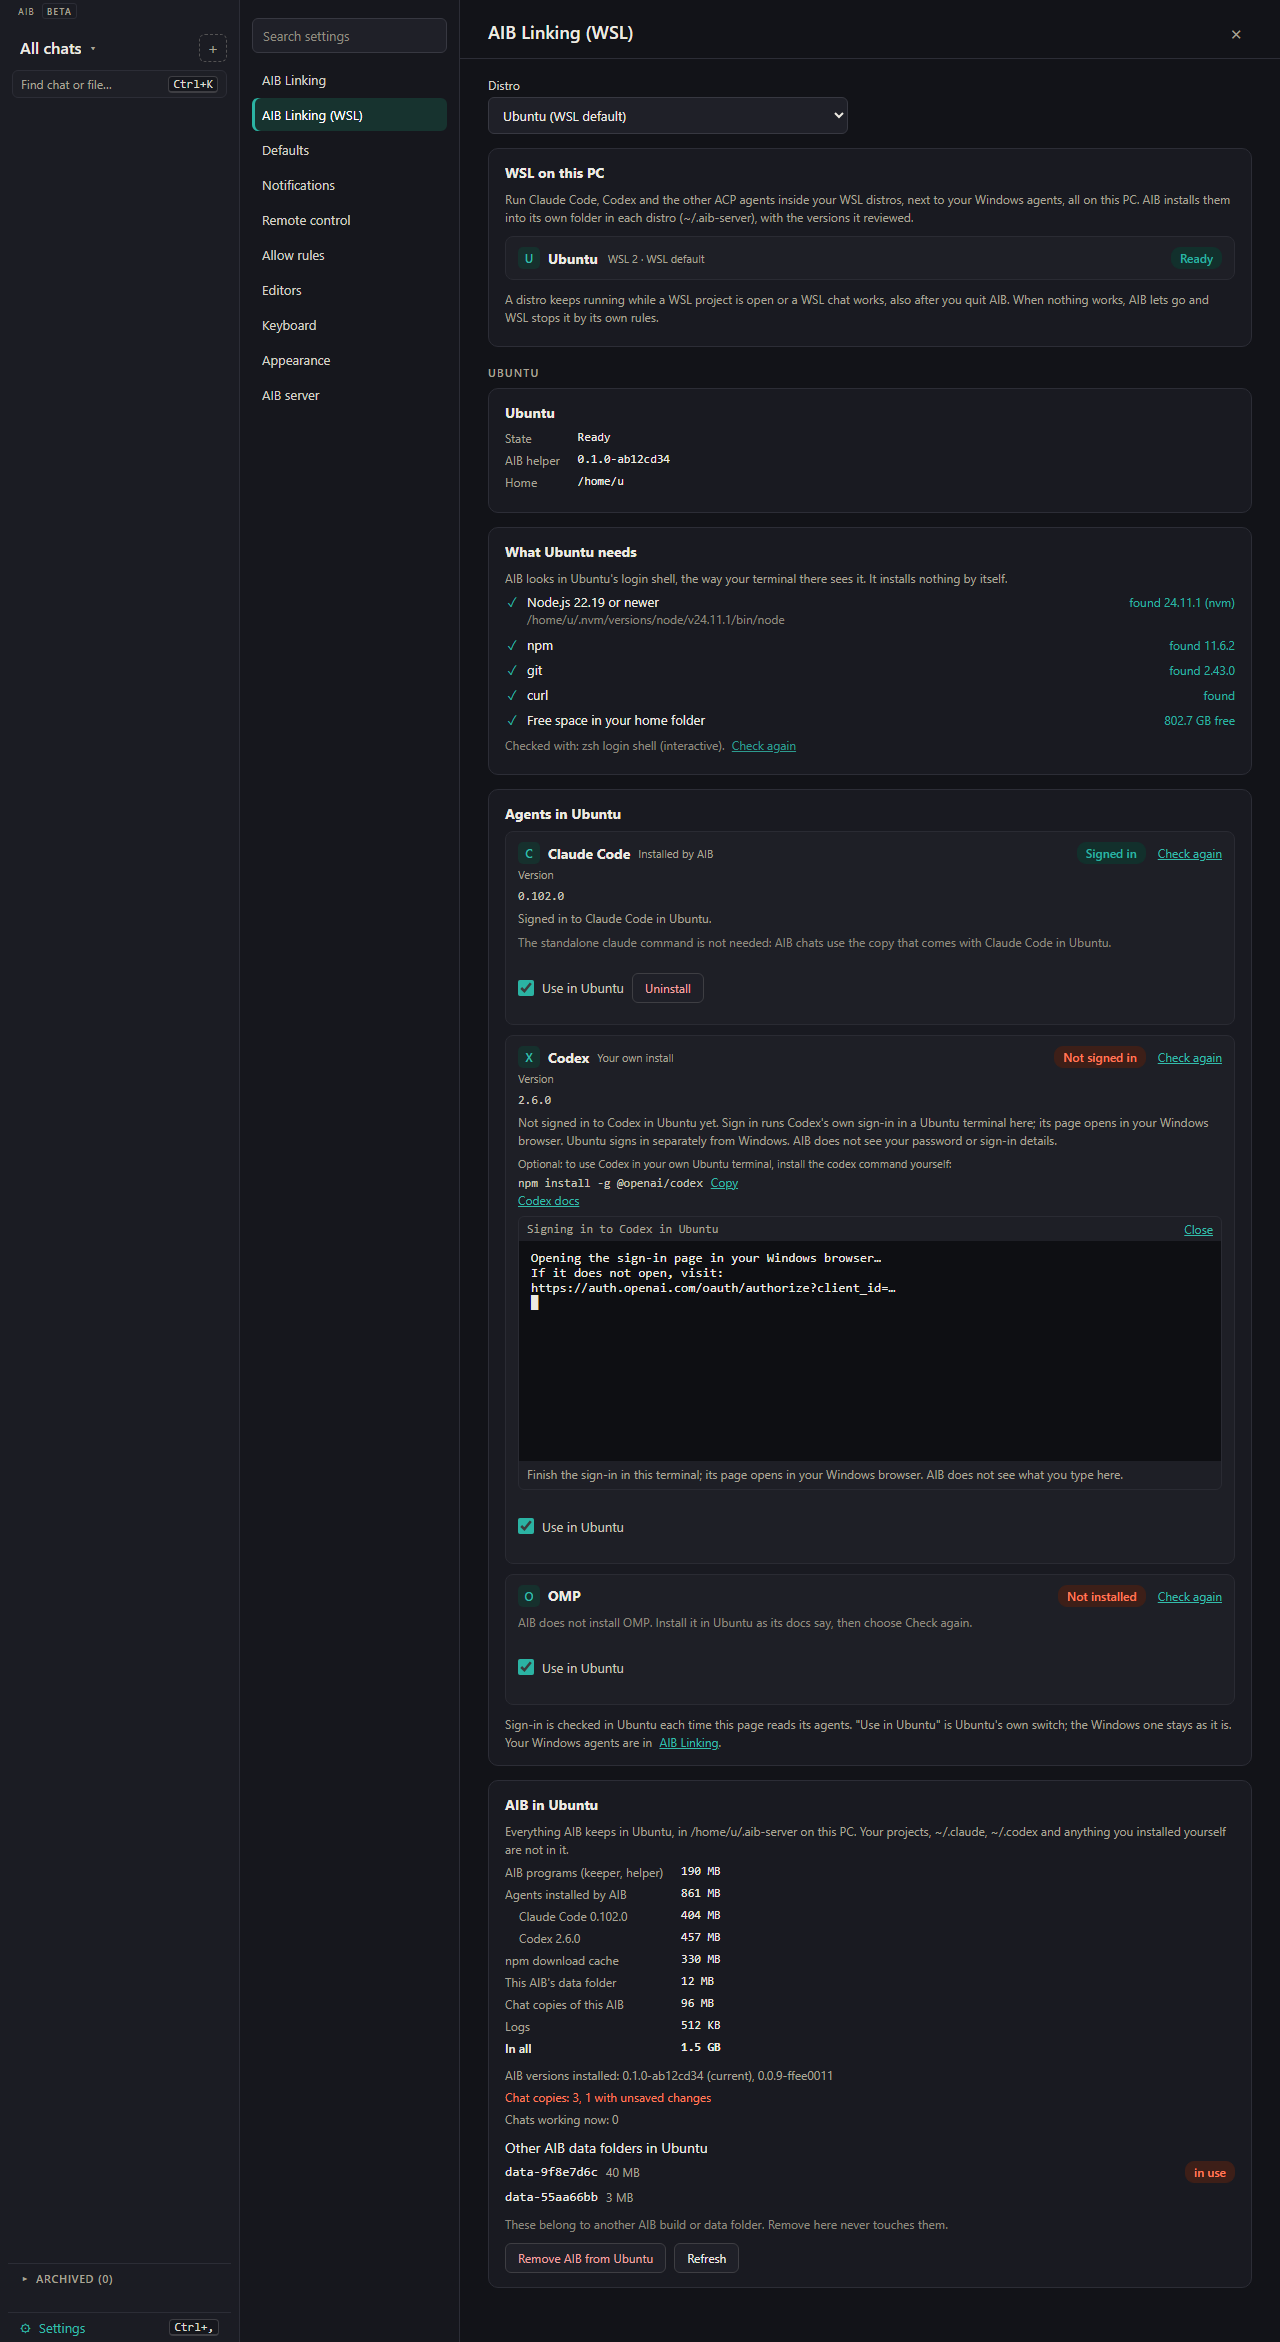 AIB BETA
All chats
+
Find chat or file... Ctrl+K
ARCHIVED (0)
Settings Ctrl+,
Search settings
AIB Linking
AIB Linking (WSL)
Defaults
Notifications
Remote control
Allow rules
Editors
Keyboard
Appearance
AIB server
AIB Linking (WSL)
Distro
Ubuntu (WSL default)
WSL on this PC
Run Claude Code, Codex and the other ACP agents inside your WSL distros, next to your Windows agents, all on this PC. AIB installs them
into its own folder in each distro (~/.aib-server), with the versions it reviewed.
U Ubuntu WSL 2 · WSL default Ready
A distro keeps running while a WSL project is open or a WSL chat works, also after you quit AIB. When nothing works, AIB lets go and
WSL stops it by its own rules.
UBUNTU
Ubuntu
State Ready
AIB helper 0.1.0-ab12cd34
Home /home/u
What Ubuntu needs
AIB looks in Ubuntu's login shell, the way your terminal there sees it. It installs nothing by itself.
✓ Node.js 22.19 or newer found 24.11.1 (nvm)
/home/u/.nvm/versions/node/v24.11.1/bin/node
✓ npm found 11.6.2
✓ git found 2.43.0
✓ curl found
✓ Free space in your home folder 802.7 GB free
Checked with: zsh login shell (interactive). Check again
Agents in Ubuntu
C Claude Code Installed by AIB Signed in Check again
Version
0.102.0
Signed in to Claude Code in Ubuntu.
The standalone claude command is not needed: AIB chats use the copy that comes with Claude Code in Ubuntu.
Use in Ubuntu Uninstall
X Codex Your own install Not signed in Check again
Version
2.6.0
Not signed in to Codex in Ubuntu yet. Sign in runs Codex's own sign-in in a Ubuntu terminal here; its page opens in your Windows
browser. Ubuntu signs in separately from Windows. AIB does not see your password or sign-in details.
Optional: to use Codex in your own Ubuntu terminal, install the codex command yourself:
npm install -g @openai/codex Copy
Codex docs
Signing in to Codex in Ubuntu Close
Opening the sign-in page in your Windows browser…
If it does not open, visit:
https://auth.openai.com/oauth/authorize?client_id=…
Finish the sign-in in this terminal; its page opens in your Windows browser. AIB does not see what you type here.
Use in Ubuntu
O OMP Not installed Check again
AIB does not install OMP. Install it in Ubuntu as its docs say, then choose Check again.
Use in Ubuntu
Sign-in is checked in Ubuntu each time this page reads its agents. "Use in Ubuntu" is Ubuntu's own switch; the Windows one stays as it is.
Your Windows agents are in AIB Linking.
AIB in Ubuntu
Everything AIB keeps in Ubuntu, in /home/u/.aib-server on this PC. Your projects, ~/.claude, ~/.codex and anything you installed yourself
are not in it.
AIB programs (keeper, helper) 190 MB
Agents installed by AIB 861 MB
Claude Code 0.102.0 404 MB
Codex 2.6.0 457 MB
npm download cache 330 MB
This AIB's data folder 12 MB
Chat copies of this AIB 96 MB
Logs 512 KB
In all 1.5 GB
AIB versions installed: 0.1.0-ab12cd34 (current), 0.0.9-ffee0011
Chat copies: 3, 1 with unsaved changes
Chats working now: 0
Other AIB data folders in Ubuntu
data-9f8e7d6c 40 MB in use
data-55aa66bb 3 MB
These belong to another AIB build or data folder. Remove here never touches them.
Remove AIB from Ubuntu Refresh